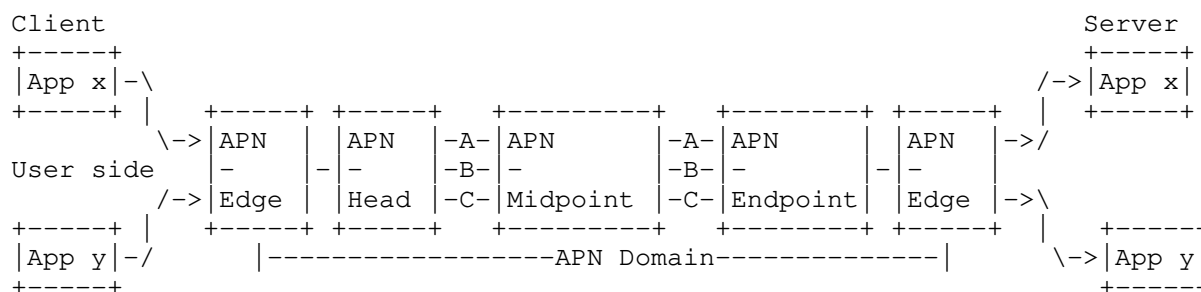 Client                                                         Server
+-----+                                                        +-----+
|App x|-\                                                   /->|App x|
+-----+ |   +-----+ +-----+   +---------+   +--------+ +-----+ |  +-----+
         \->|APN  | |APN  |-A-|APN      |-A-|APN     | |APN  |->/
User side   |-    |-|-    |-B-|-        |-B-|-       |-|-    |
         /->|Edge | |Head |-C-|Midpoint |-C-|Endpoint| |Edge |->\
+-----+ |   +-----+ +-----+   +---------+   +--------+ +-----+ |   +-----
|App y|-/      |------------------APN Domain--------------|     \->|App y
+-----+                                                            +-----